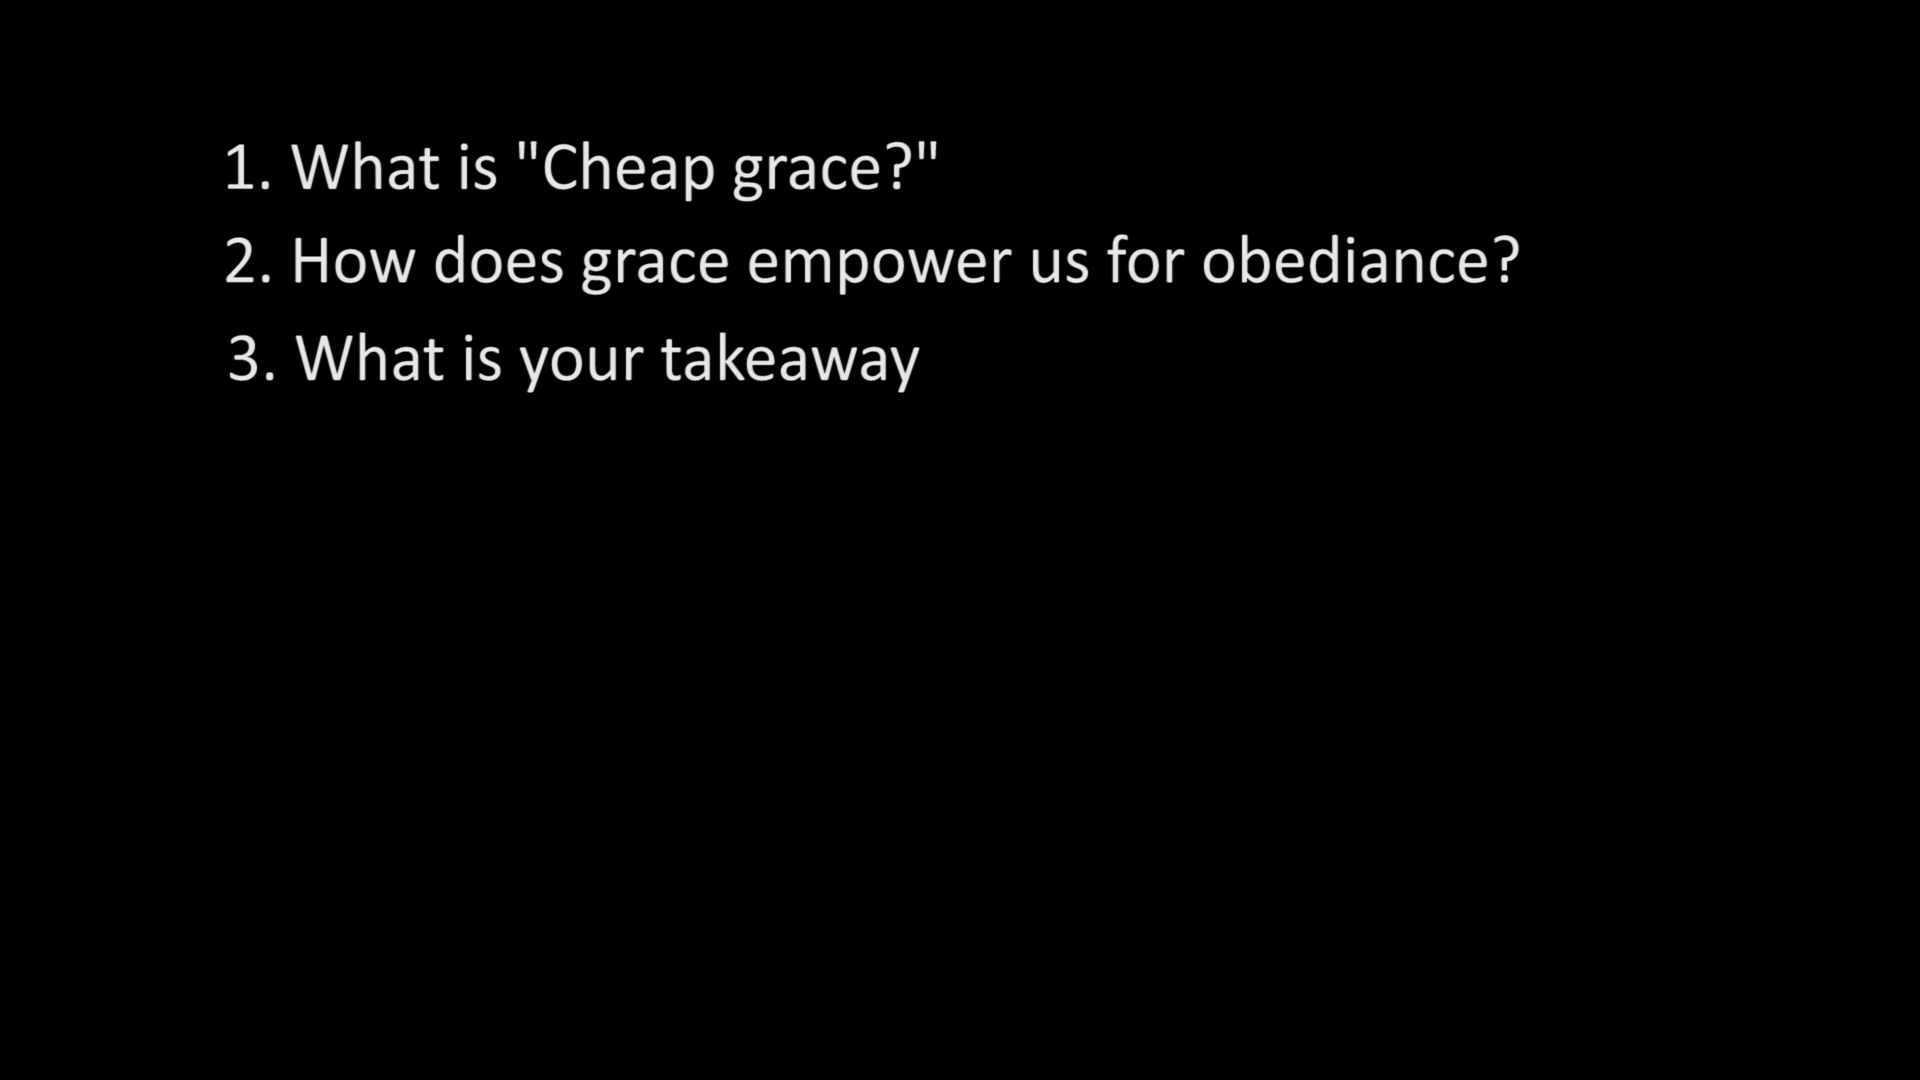 1. What is "Cheap grace?"
2. How does grace empower us for obediance?
3. What is your takeaway